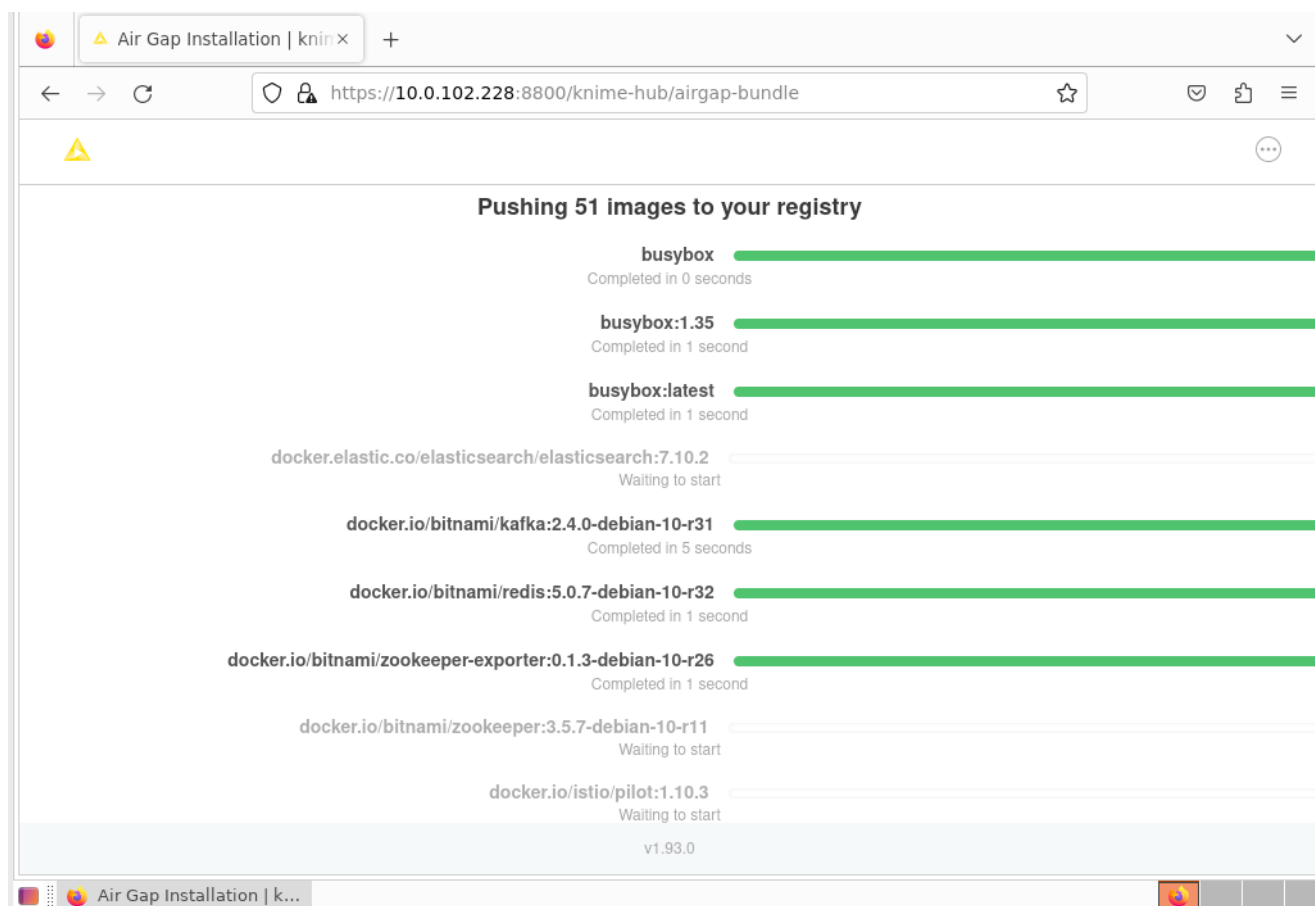 Air Gap Installation | knim
https://10.0.102.228:8800/knime-hub/airgap-bundle
Pushing 51 images to your registry
busybox
Completed in 0 seconds
busybox:1.35
Completed in 1 second
busybox:latest
Completed in 1 second
docker.elastic.co/elasticsearch/elasticsearch:7.10.2
Waiting to start
docker.io/bitnami/kafka:2.4.0-debian-10-r31
Completed in 5 seconds
docker.io/bitnami/redis:5.0.7-debian-10-r32
Completed in 1 second
docker.io/bitnami/zookeeper-exporter:0.1.3-debian-10-r26
Completed in 1 second
docker.io/bitnami/zookeeper:3.5.7-debian-10-r11
Waiting to start
docker.io/istio/pilot:1.10.3
Waiting to start
v1.93.0
Air Gap Installation | k...